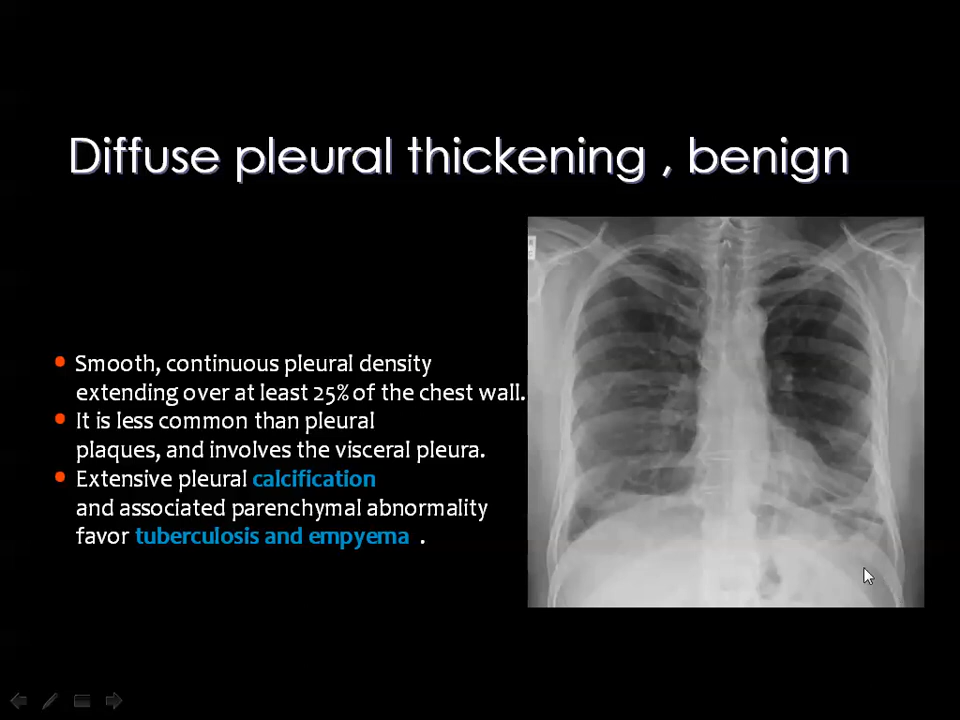 Diffuse pleural thickening , benign
Smooth, continuous pleural density
extending over at least 25% of the chest wall.
It is less common than pleural
plaques, and involves the visceral pleura.
Extensive pleural calcification
and associated parenchymal abnormality
favor tuberculosis and empyema .